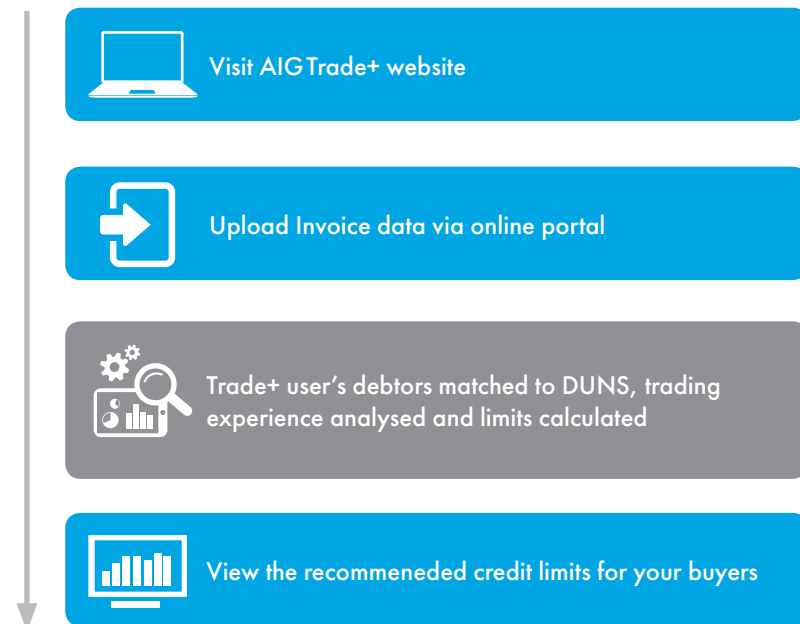 Visit AIG Trade+ website
Upload Invoice data via online portal
Trade+ user’s debtors matched to DUNS, trading
experience analysed and limits calculated
View the recommeneded credit limits for your buyers